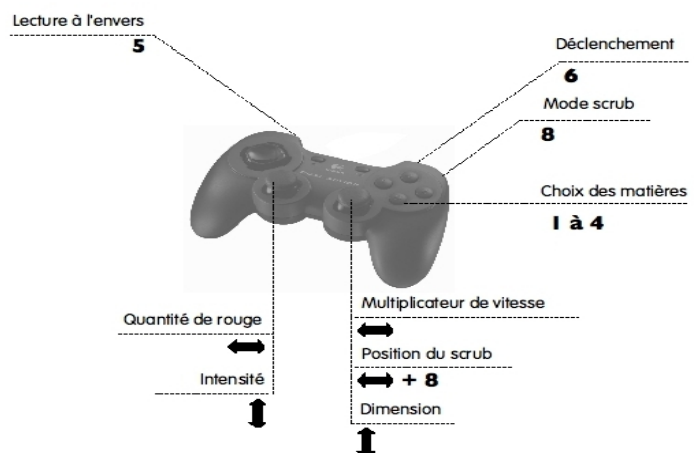 Lecture à l'envers
5
Déclenchement
6
Mode scrub
8
Choix des matières
1 à 4
Quantité de rouge
Intensité
Multiplicateur de vitesse
Position du scrub
+ 8
Dimension